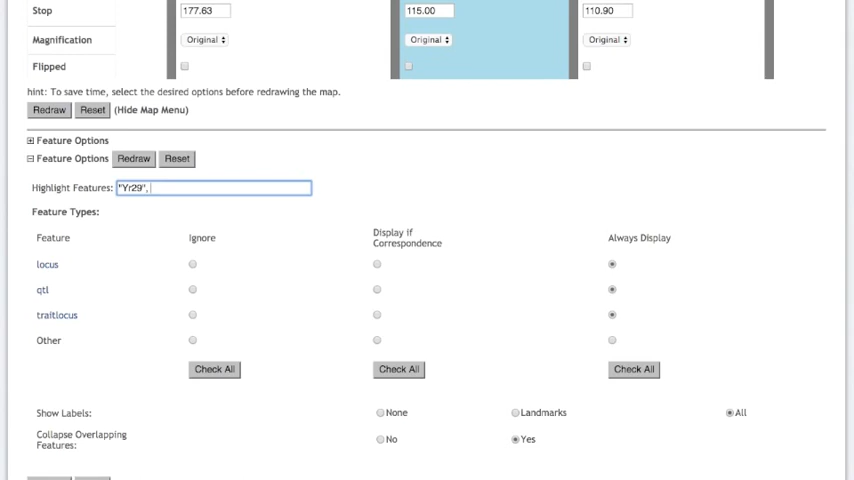 Stop 177.63 115.00 110.90
Magnification Original Original Original
Flipped
hint: To save time, select the desired options before redrawing the map.
Redraw Reset (Hide Map Menu)
Feature Options
Feature Options Redraw Reset
Highlight Features: "Yr29",
Feature Types:
Feature Ignore Display if Correspondence Always Display
locus
qtl
traitlocus
Other
Check All Check All Check All
Show Labels: None Landmarks All
Collapse Overlapping Features: No Yes